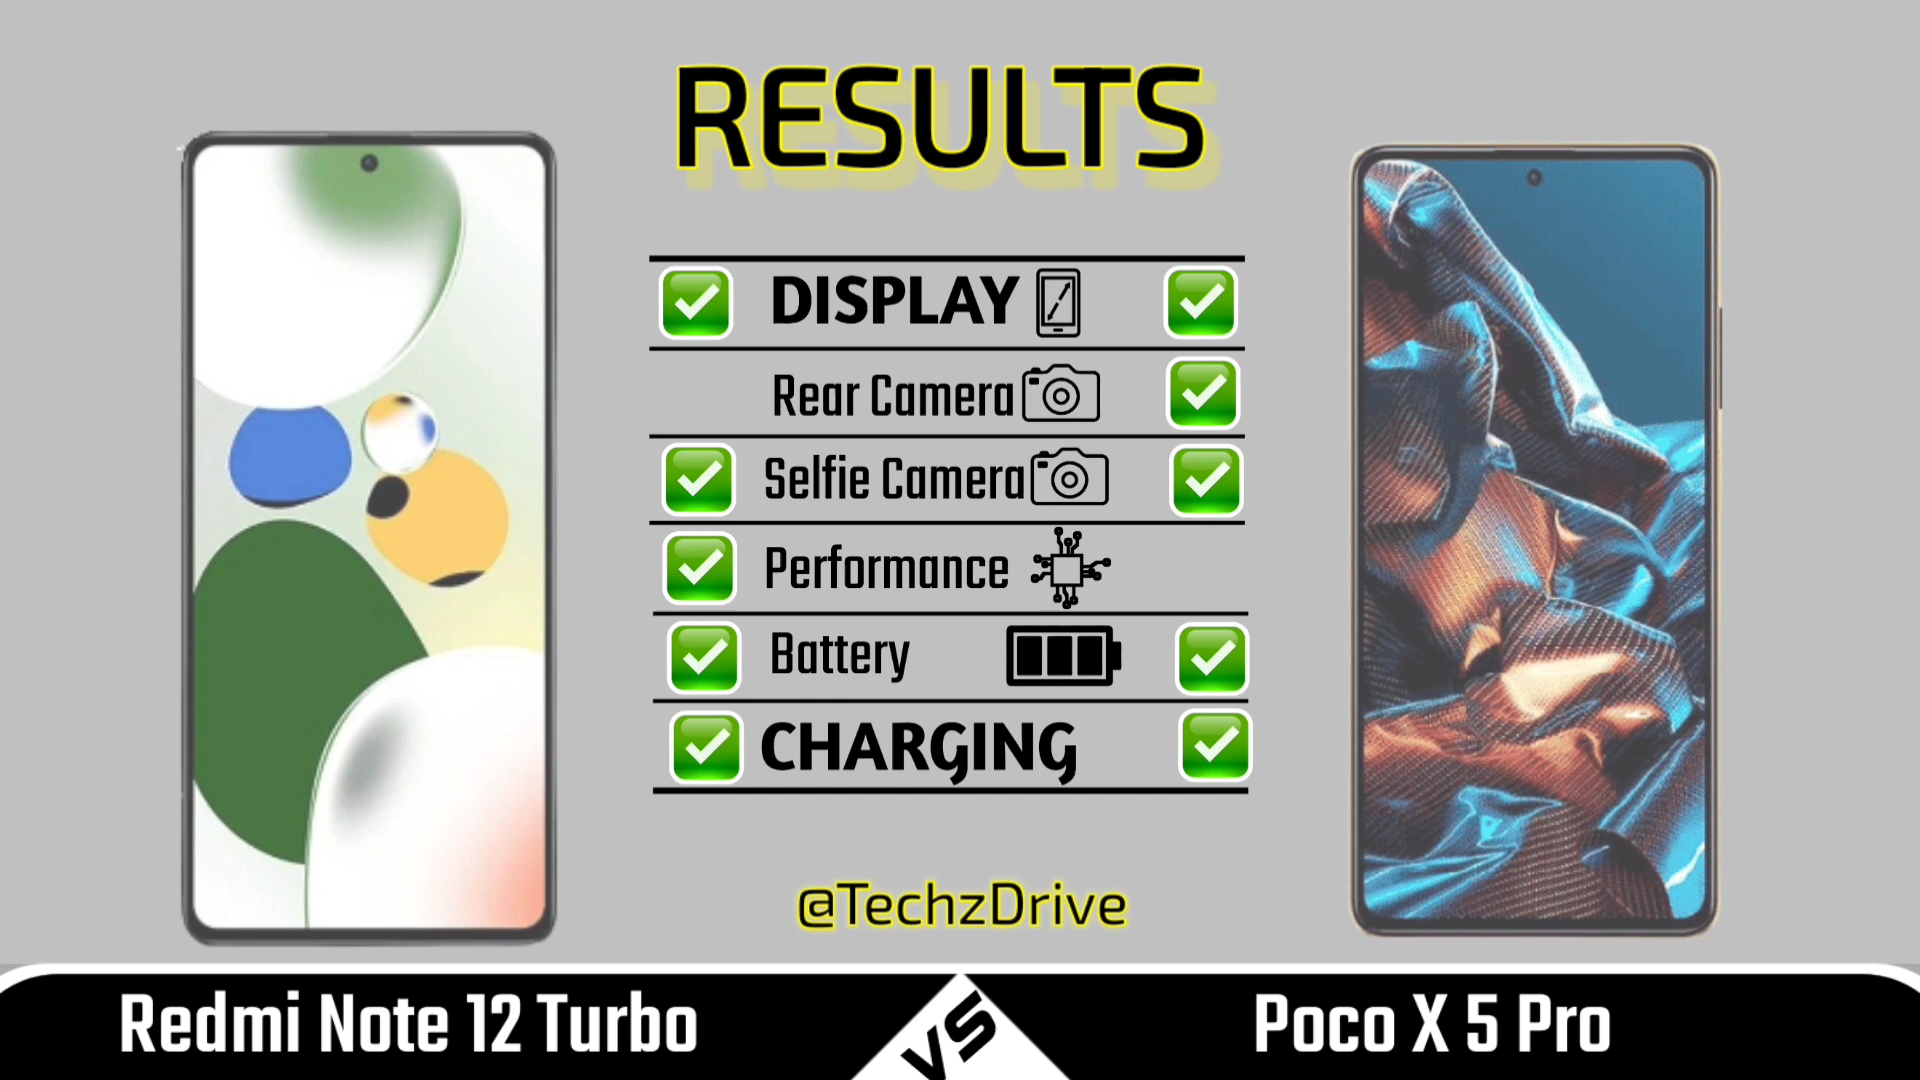 RESULTS
DISPLAY
Rear Camera
Selfie Camera
Performance
Battery
CHARGING
@TechzDrive
Redmi Note 12 Turbo
VS
Poco X 5 Pro